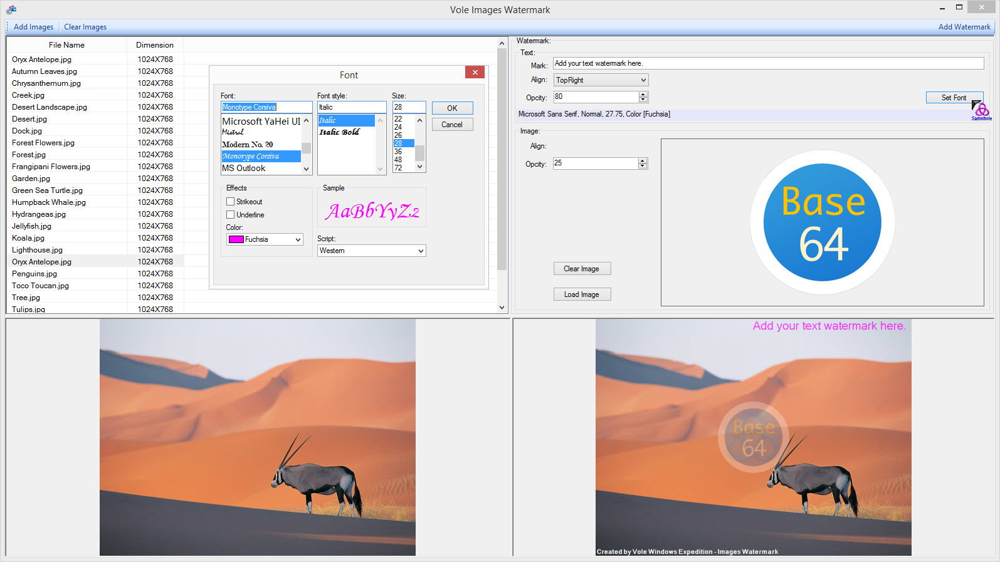 Vole Images Watermark
Add Images
Clear Images
Add Watermark
File Name Dimension
Oryx Antelope.jpg 1024X768
Autumn Leaves.jpg 1024X768
Chrysanthemum.jpg 1024X768
Creek.jpg 1024X768
Desert Landscape.jpg 1024X768
Desert.jpg 1024X768
Dock.jpg 1024X768
Forest Flowers.jpg 1024X768
Forest.jpg 1024X768
Frangipani Flowers.jpg 1024X768
Garden.jpg 1024X768
Green Sea Turtle.jpg 1024X768
Humpback Whale.jpg 1024X768
Hydrangeas.jpg 1024X768
Jellyfish.jpg 1024X768
Koala.jpg 1024X768
Lighthouse.jpg 1024X768
Oryx Antelope.jpg 1024X768
Penguins.jpg 1024X768
Toco Toucan.jpg 1024X768
Tree.jpg 1024X768
Tulips.jpg 1024X768
Font
Font:
Monotype Corsiva
Microsoft YaHei UI
Mistral
Modern No. 20
Monotype Corsiva
MS Outlook
Font style:
Italic
Italic
Italic Bold
Size:
28
22
24
26
28
36
48
72
OK
Cancel
Effects
Strikeout
Underline
Color:
Fuchsia
Sample
AaBbYyZz
Script:
Western
Watermark:
Text:
Mark: Add your text watermark here.
Align: TopRight
Opcity: 80
Set Font
Sanwhole
Microsoft Sans Serif, Normal, 27.75, Color [Fuchsia]
Image:
Align:
Opcity: 25
Clear Image
Load Image
Base
64
Add your text watermark here.
Base
64
Created by Vole Windows Expedition - Images Watermark